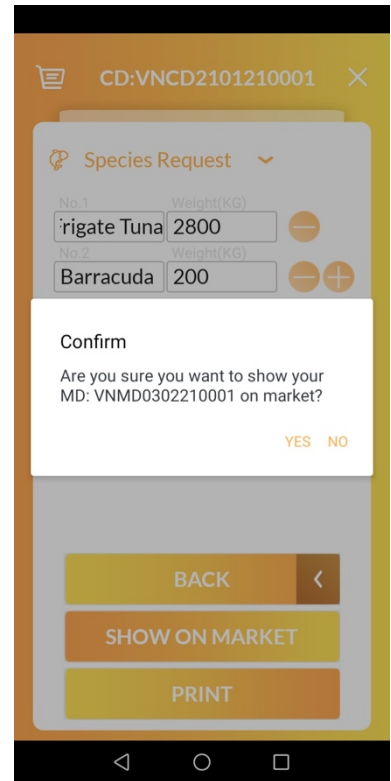 CD:VNCD2101210001
Species Request
No.1 Weight(KG)
rigate Tuna 2800
No.2 Weight(KG)
Barracuda 200
Confirm
Are you sure you want to show your
MD: VNMD0302210001 on market?
YES NO
BACK
SHOW ON MARKET
PRINT